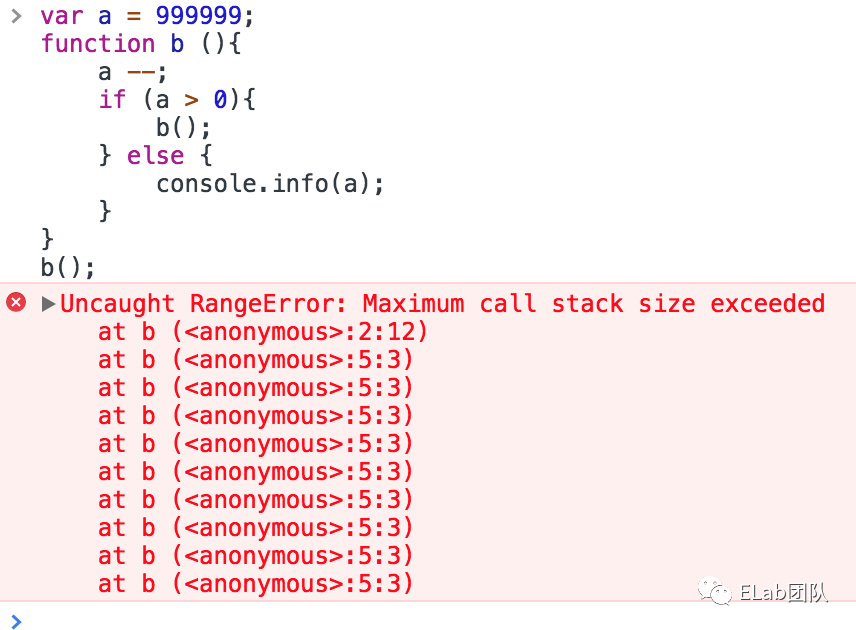 var a = 999999;
function b (){
    a --;
    if (a > 0){
        b();
    } else {
        console.info(a);
    }
}
b();
Uncaught RangeError: Maximum call stack size exceeded
    at b (<anonymous>:2:12)
    at b (<anonymous>:5:3)
    at b (<anonymous>:5:3)
    at b (<anonymous>:5:3)
    at b (<anonymous>:5:3)
    at b (<anonymous>:5:3)
    at b (<anonymous>:5:3)
    at b (<anonymous>:5:3)
    at b (<anonymous>:5:3)
    at b (<anonymous>:5:3)
ELab团队